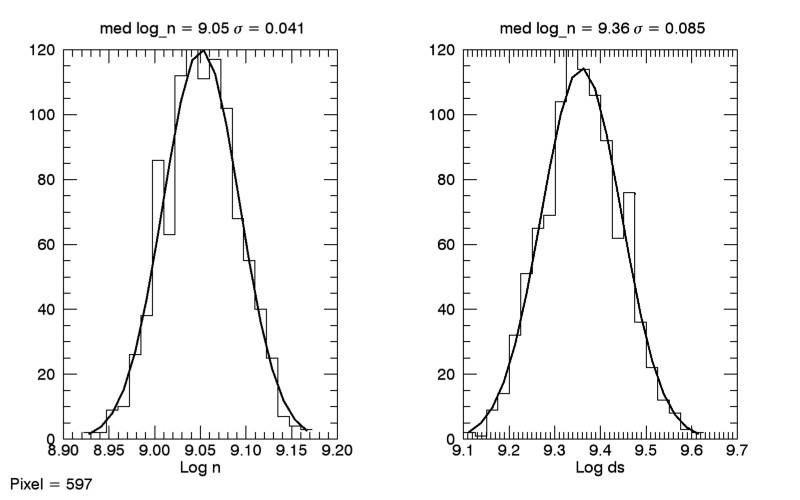 med log_n = 9.05 σ = 0.041
120
100
80
60
40
20
0
8.90 8.95 9.00 9.05 9.10 9.15 9.20
Log n
med log_n = 9.36 σ = 0.085
120
100
80
60
40
20
0
9.1 9.2 9.3 9.4 9.5 9.6 9.7
Log ds
Pixel = 597